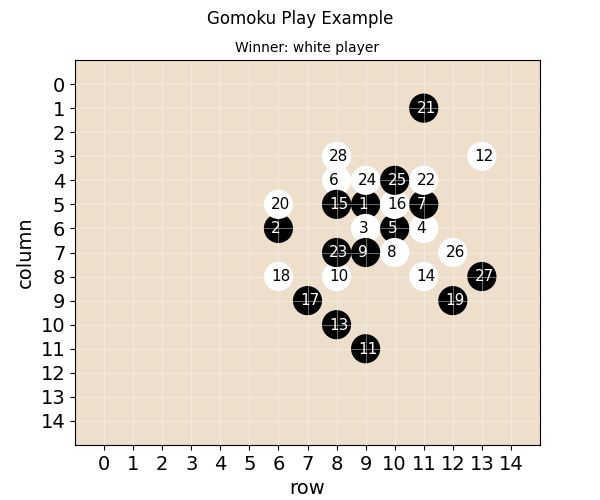 Gomoku Play Example
Winner: white player
0
1 21
2
3 28 12
4 6 24 25 22
5 20 15 1 16 7
6 2 3 5 4
7 23 9 8 26
8 18 10 14 27
9 17 19
10 13
11 11
12
13
14
column
0 1 2 3 4 5 6 7 8 9 10 11 12 13 14
row